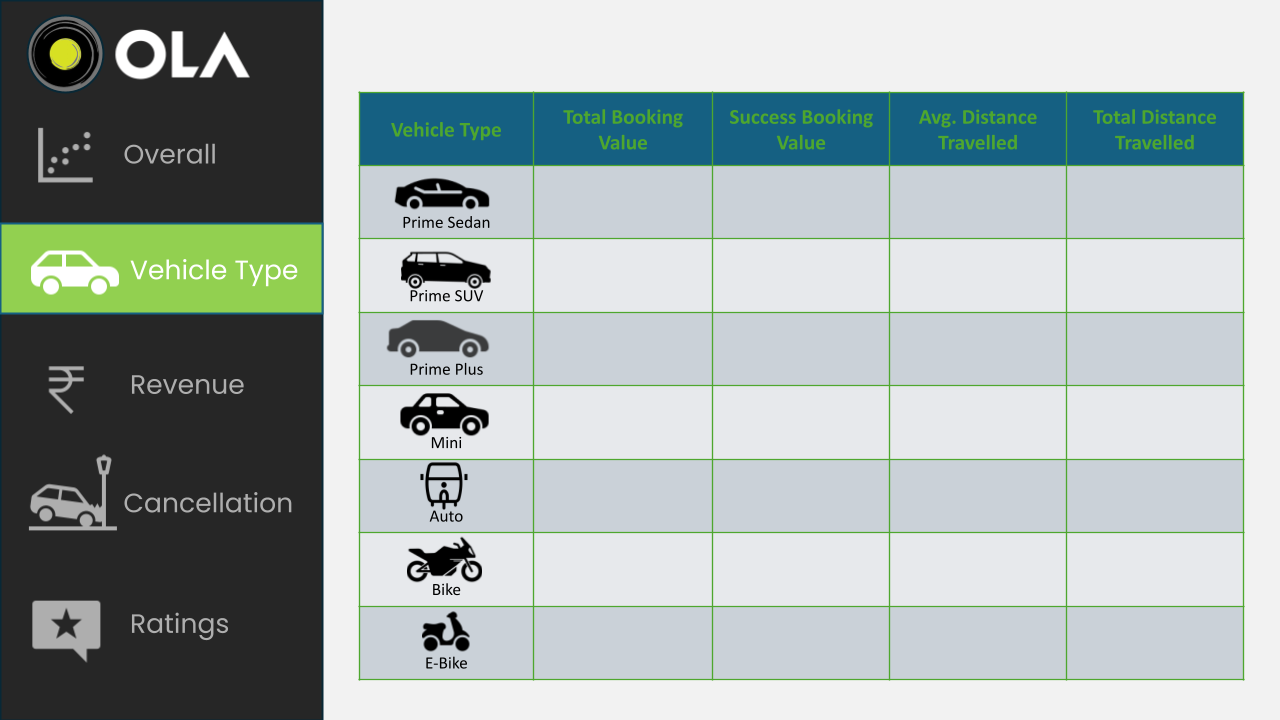 OLA
Overall
Vehicle Type
Revenue
Cancellation
Ratings
Vehicle Type
Total Booking
Value
Success Booking
Value
Avg. Distance
Travelled
Total Distance
Travelled
Prime Sedan
Prime SUV
Prime Plus
Mini
Auto
Bike
E-Bike